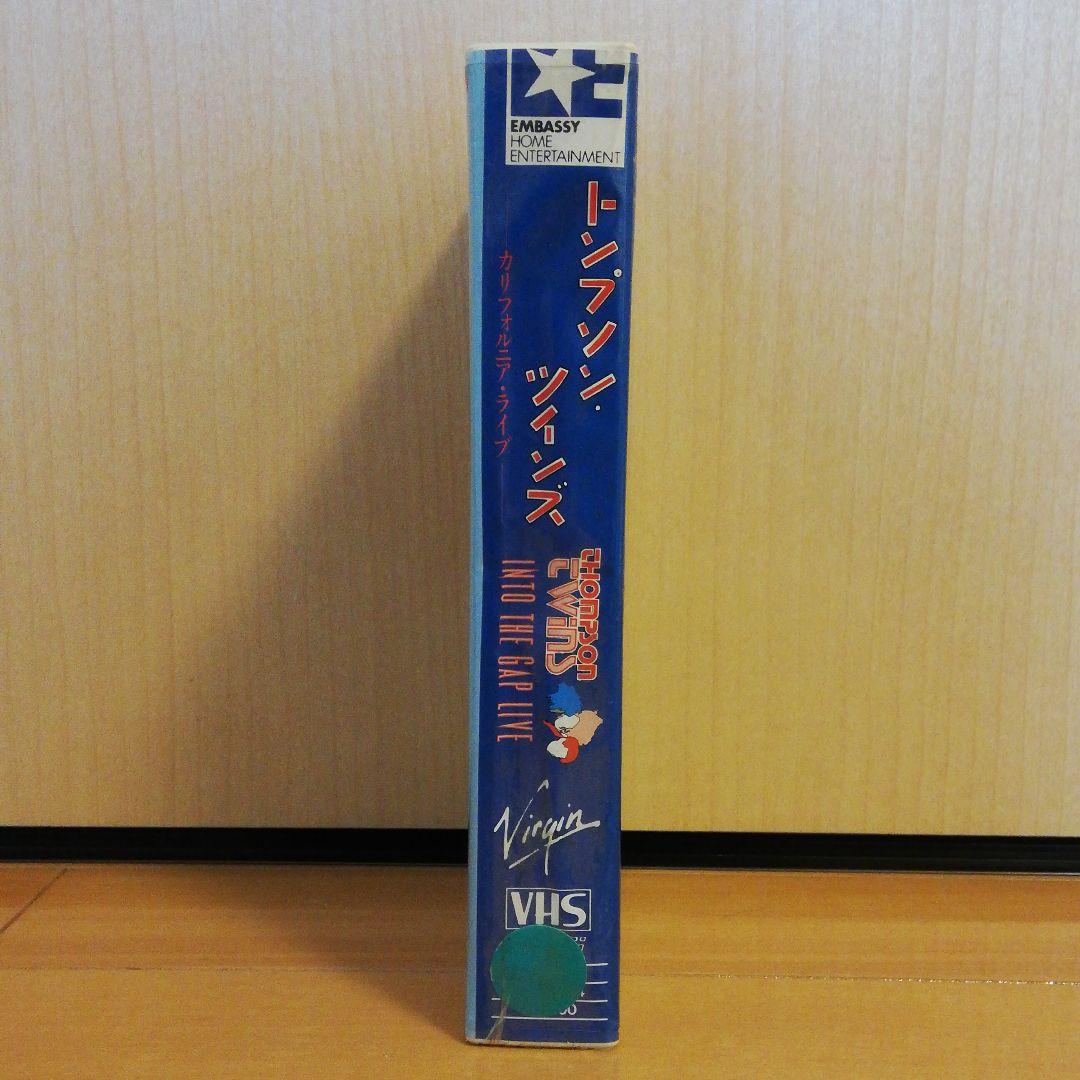 EMBASSY
HOME
ENTERTAINMENT
トンプソン・
ツインズ
カリフォルニア・ライブ
thompson
twins
INTO THE GAP LIVE
Virgin
VHS